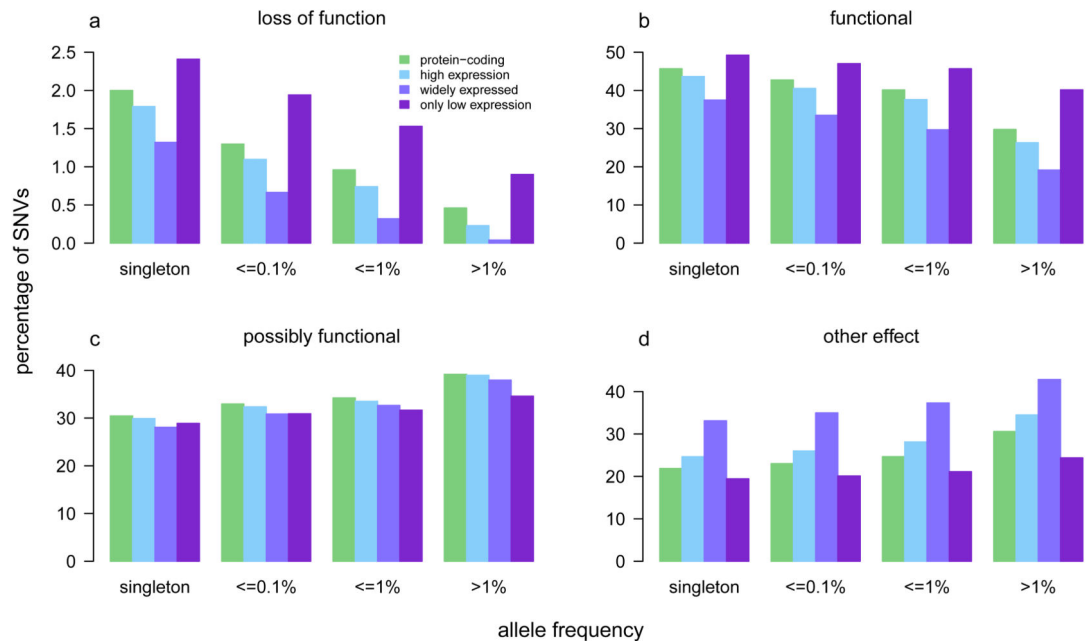 a
loss of function
2.5
2.0
1.5
1.0
0.5
0.0
protein−coding
high expression
widely expressed
only low expression
singleton <=0.1% <=1% >1%
b
functional
50
40
30
20
10
0
singleton <=0.1% <=1% >1%
percentage of SNVs
c
possibly functional
40
30
20
10
0
singleton <=0.1% <=1% >1%
d
other effect
40
30
20
10
0
singleton <=0.1% <=1% >1%
allele frequency